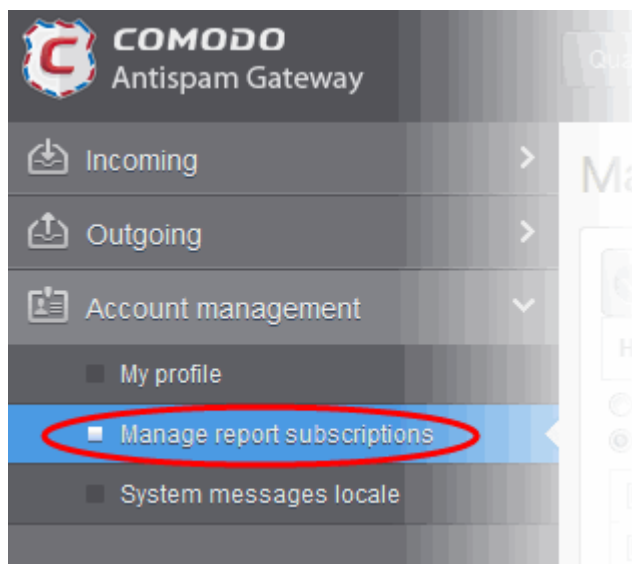 COMODO
Antispam Gateway
Incoming
Outgoing
Account management
My profile
Manage report subscriptions
System messages locale